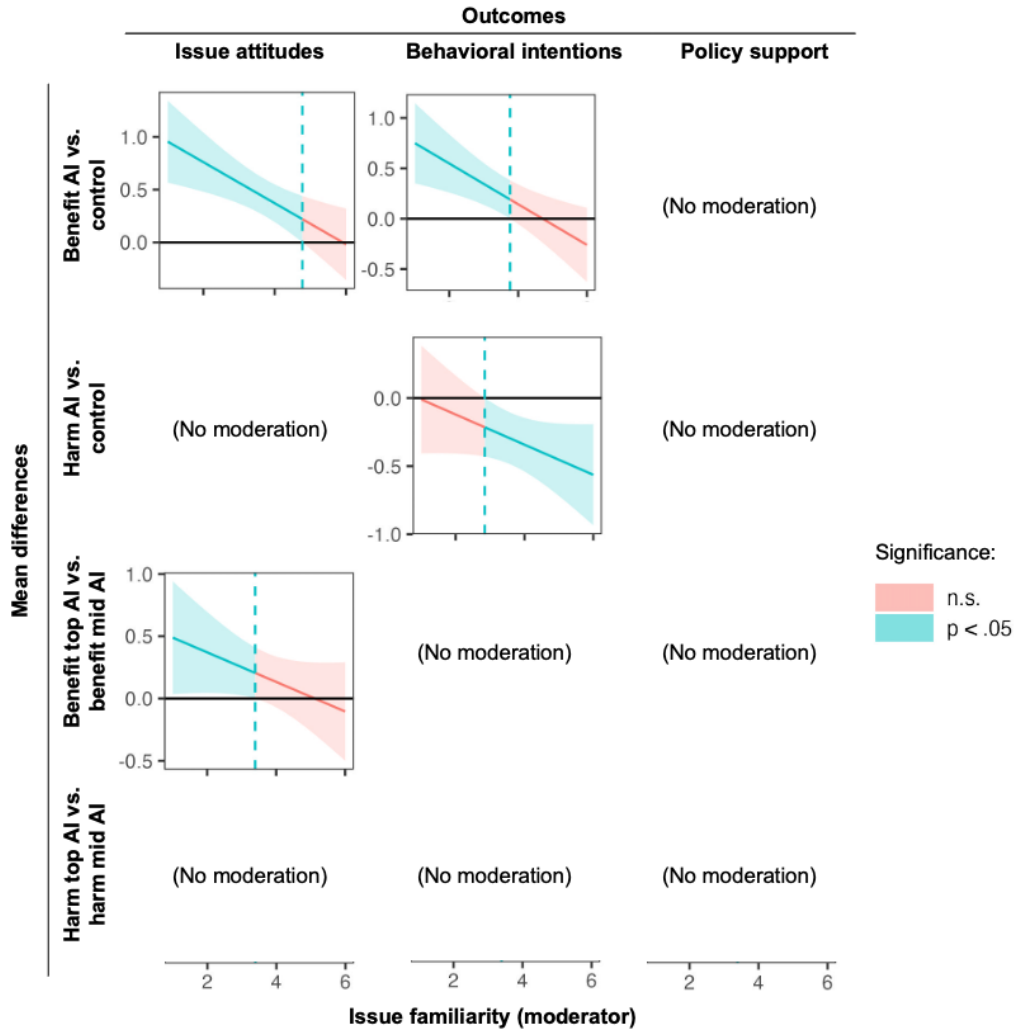 Outcomes
Issue attitudes Behavioral intentions Policy support
Mean differences
Benefit AI vs.
control
1.0
0.5
0.0
1.0
0.5
0.0
-0.5
(No moderation)
Harm AI vs.
control
(No moderation)
0.0
-0.5
-1.0
(No moderation)
Benefit top AI vs.
benefit mid AI
1.0
0.5
0.0
-0.5
(No moderation)
(No moderation)
Harm top AI vs.
harm mid AI
(No moderation)
(No moderation)
(No moderation)
2 4 6
2 4 6
2 4 6
Issue familiarity (moderator)
Significance:
n.s.
p < .05